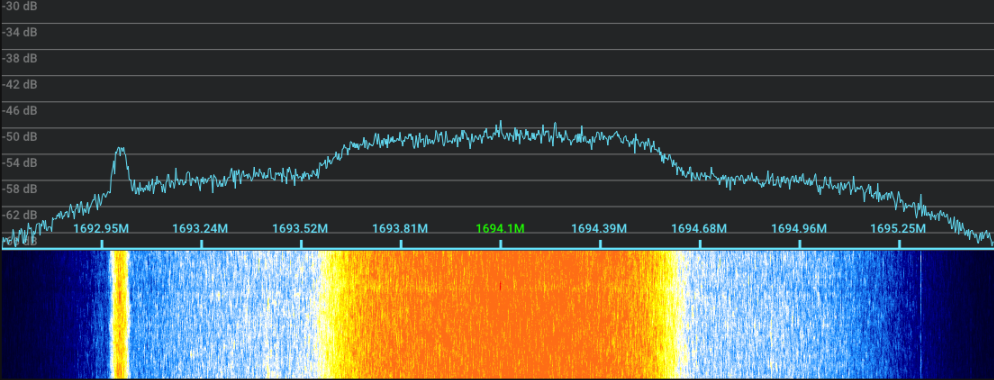 -30 dB
-34 dB
-38 dB
-42 dB
-46 dB
-50 dB
-54 dB
-58 dB
-62 dB
1692.95M 1693.24M 1693.52M 1693.81M 1694.1M 1694.39M 1694.68M 1694.96M 1695.25M